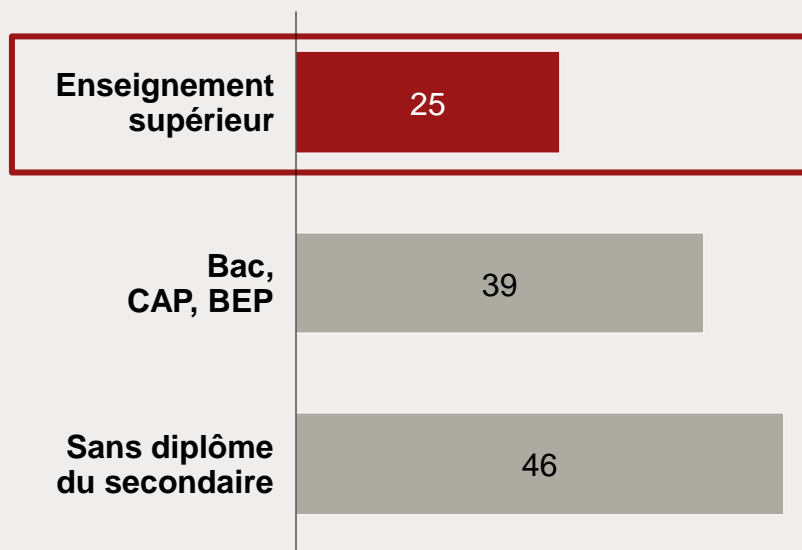 Enseignement
supérieur
25
Bac,
CAP, BEP
39
Sans diplôme
du secondaire
46